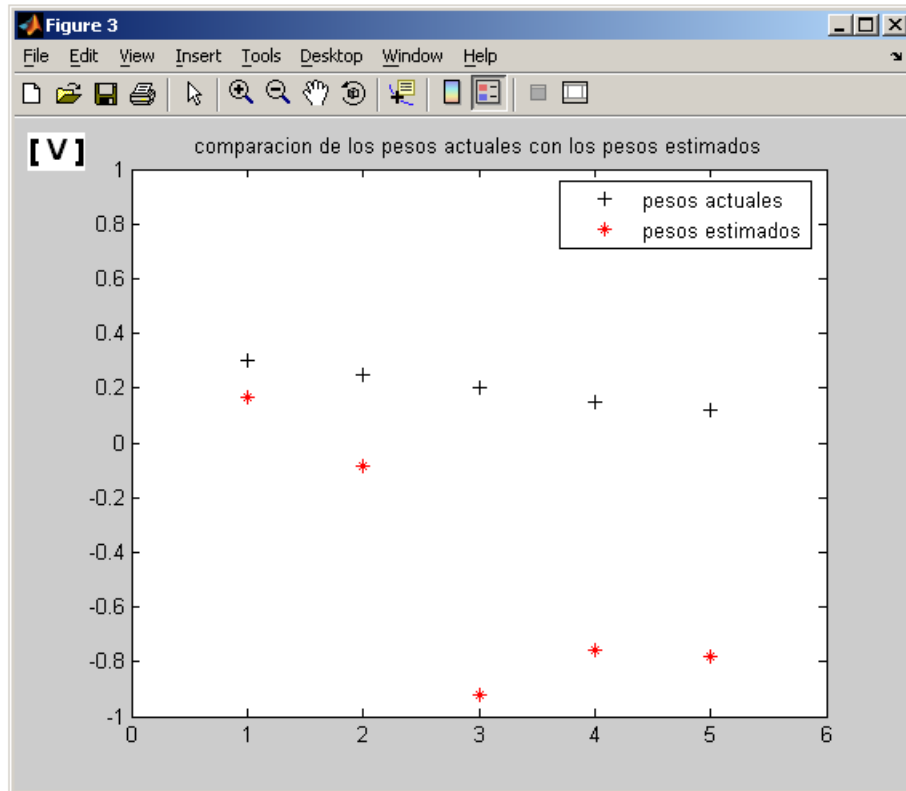 Figure 3
File Edit View Insert Tools Desktop Window Help
[ V ]
comparacion de los pesos actuales con los pesos estimados
pesos actuales
pesos estimados
1
0.8
0.6
0.4
0.2
0
-0.2
-0.4
-0.6
-0.8
-1
0 1 2 3 4 5 6